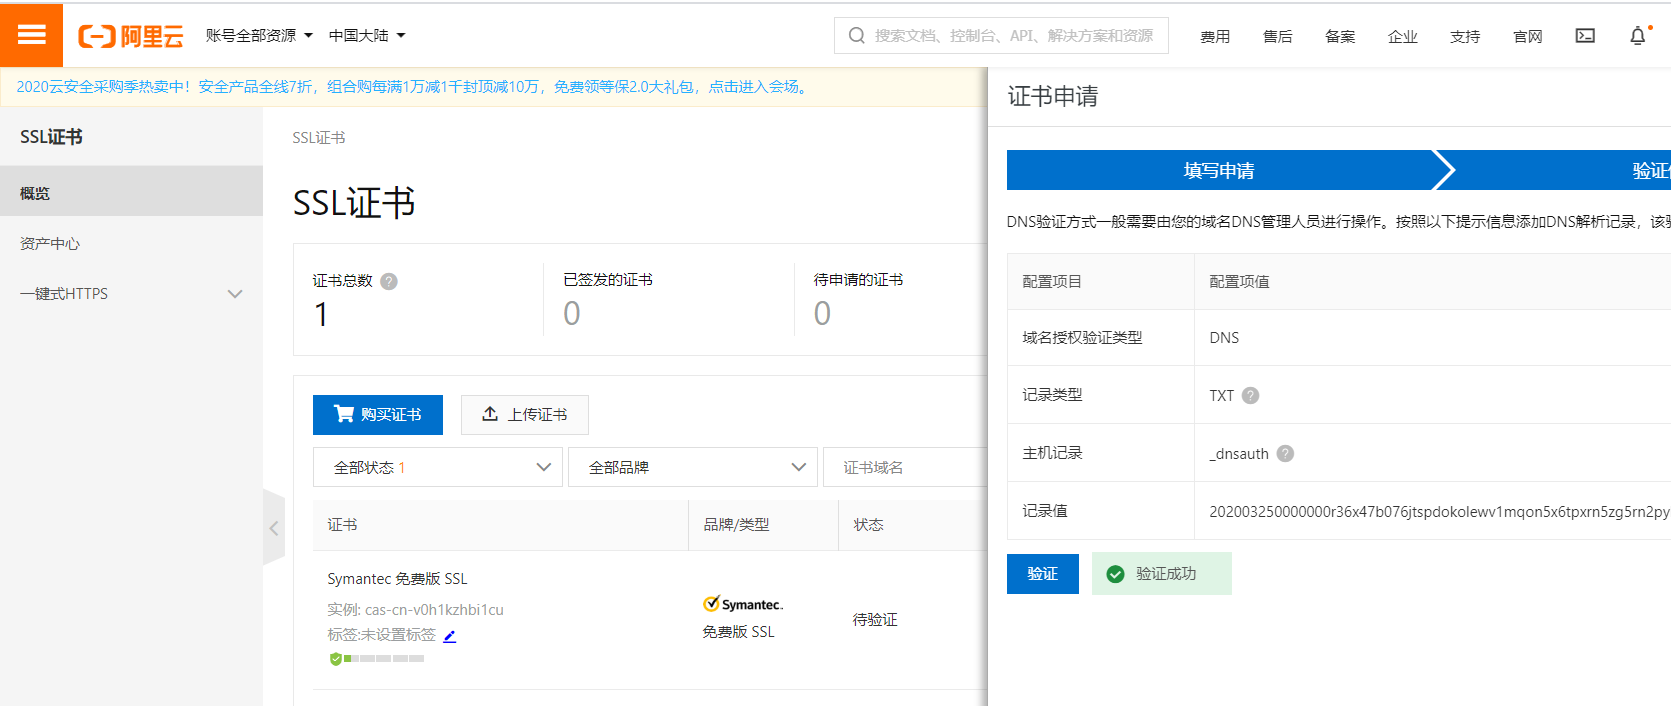 阿里云 账号全部资源 中国大陆 搜索文档、控制台、API、解决方案和资源 费用 售后 备案 企业 支持 官网
2020云安全采购季热卖中！安全产品全线7折，组合购每满1万减1千封顶减10万，免费领等保2.0大礼包，点击进入会场。
SSL证书
概览
资产中心
一键式HTTPS
SSL证书
SSL证书
证书总数 ? 已签发的证书 待申请的证书
1 0 0
购买证书 上传证书
全部状态 1 全部品牌 证书域名
证书 品牌/类型 状态
Symantec 免费版 SSL
实例: cas-cn-v0h1kzhbi1cu
标签:未设置标签
Symantec.
免费版 SSL
待验证
证书申请
填写申请 验证
DNS验证方式一般需要由您的域名DNS管理人员进行操作。按照以下提示信息添加DNS解析记录，该
配置项目 配置项值
域名授权验证类型 DNS
记录类型 TXT ?
主机记录 _dnsauth ?
记录值 202003250000000r36x47b076jtspdokolewv1mqon5x6tpxrn5zg5rn2py
验证 验证成功